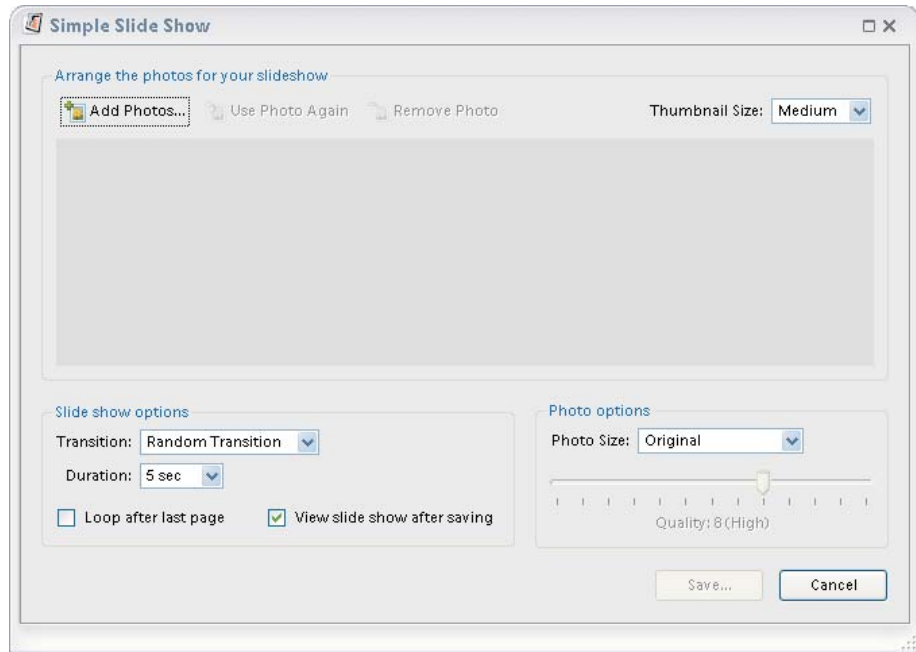 Simple Slide Show
Arrange the photos for your slideshow
Add Photos... Use Photo Again Remove Photo Thumbnail Size: Medium
Slide show options
Transition: Random Transition
Duration: 5 sec
Loop after last page View slide show after saving
Photo options
Photo Size: Original
Quality: 8 (High)
Save... Cancel